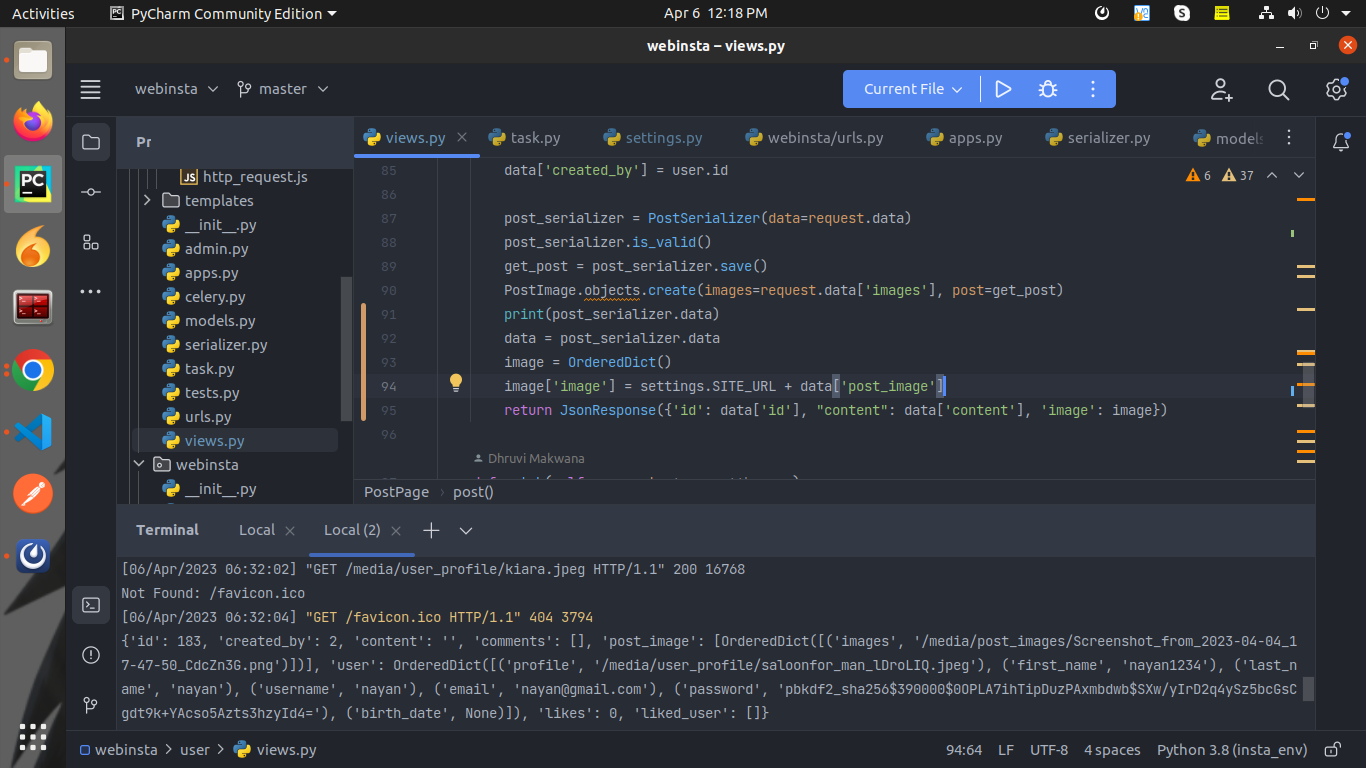 Activities
PyCharm Community Edition
Apr 6 12:18 PM
webinsta – views.py
webinsta
master
Current File
Pr
views.py
task.py
settings.py
webinsta/urls.py
apps.py
serializer.py
models
JS http_request.js
templates
__init__.py
admin.py
apps.py
celery.py
models.py
serializer.py
task.py
tests.py
urls.py
views.py
webinsta
__init__.py
6
37
85 data['created_by'] = user.id
86
87 post_serializer = PostSerializer(data=request.data)
88 post_serializer.is_valid()
89 get_post = post_serializer.save()
90 PostImage.objects.create(images=request.data['images'], post=get_post)
91 print(post_serializer.data)
92 data = post_serializer.data
93 image = OrderedDict()
94 image['image'] = settings.SITE_URL + data['post_image']
95 return JsonResponse({'id': data['id'], "content": data['content'], 'image': image})
96
Dhruvi Makwana
PostPage
post()
Terminal
Local
Local (2)
[06/Apr/2023 06:32:02] "GET /media/user_profile/kiara.jpeg HTTP/1.1" 200 16768
Not Found: /favicon.ico
[06/Apr/2023 06:32:04] "GET /favicon.ico HTTP/1.1" 404 3794
{'id': 183, 'created_by': 2, 'content': '', 'comments': [], 'post_image': [OrderedDict([('images', '/media/post_images/Screenshot_from_2023-04-04_1
7-47-50_CdcZn3G.png')])], 'user': OrderedDict([('profile', '/media/user_profile/saloonfor_man_lDroLIQ.jpeg'), ('first_name', 'nayan1234'), ('last_n
ame', 'nayan'), ('username', 'nayan'), ('email', 'nayan@gmail.com'), ('password', 'pbkdf2_sha256$390000$0OPLA7ihTipDuzPAxmbdwb$SXw/yIrD2q4ySz5bcGsC
gdt9k+YAcso5Azts3hzyId4='), ('birth_date', None)]), 'likes': 0, 'liked_user': []}
webinsta
user
views.py
94:64
LF
UTF-8
4 spaces
Python 3.8 (insta_env)